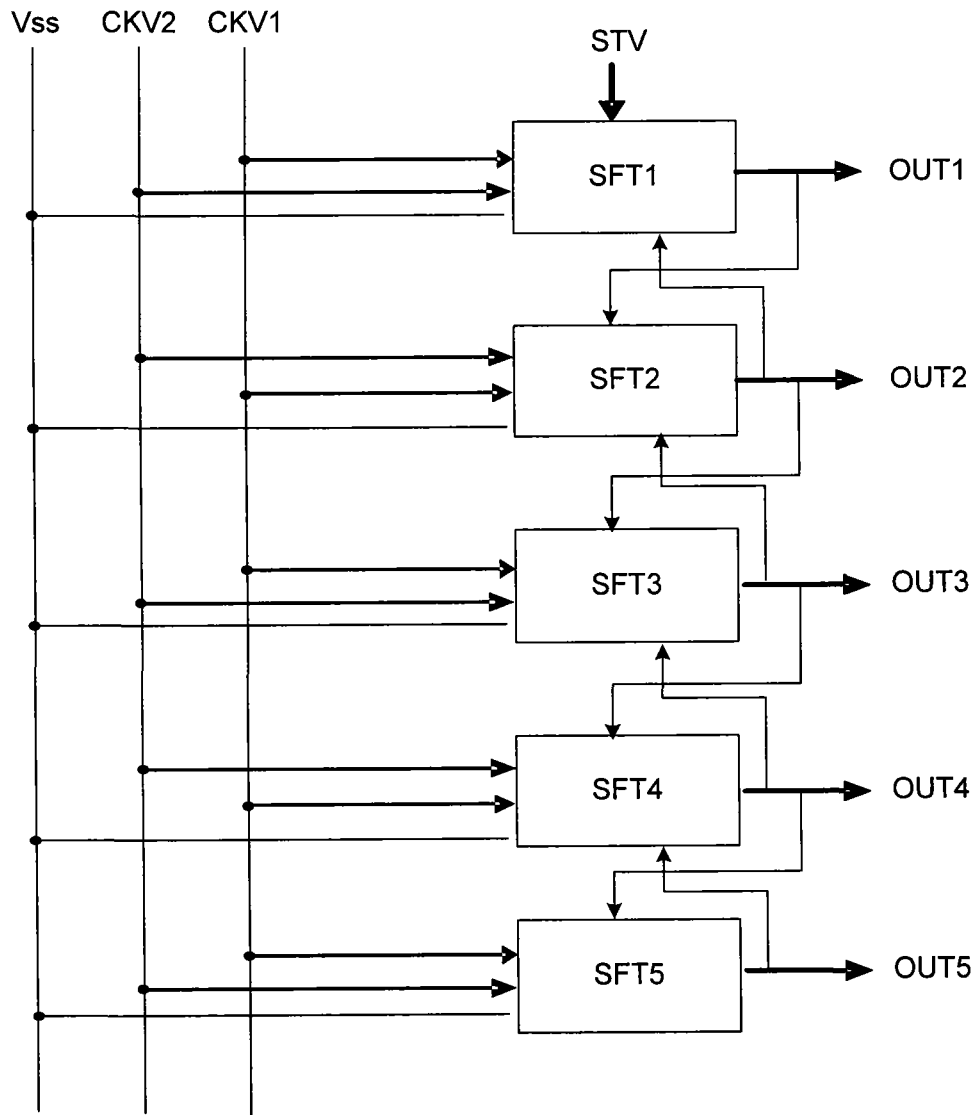 Vss CKV2 CKV1
STV
SFT1
OUT1
SFT2
OUT2
SFT3
OUT3
SFT4
OUT4
SFT5
OUT5